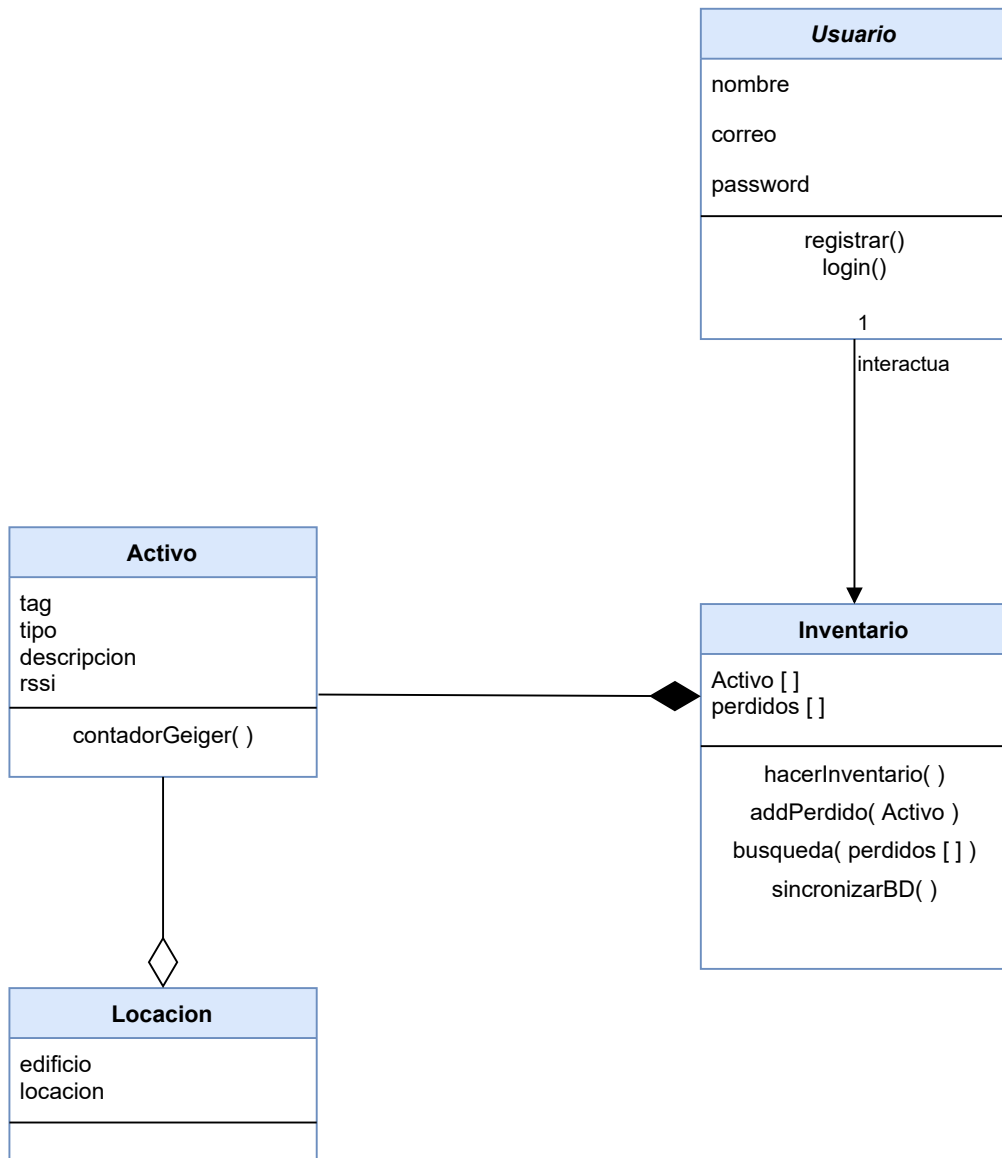 Usuario
nombre
correo
password
registrar()
login()
1
interactua
Activo
tag
tipo
descripcion
rssi
contadorGeiger( )
Inventario
Activo [ ]
perdidos [ ]
hacerInventario( )
addPerdido( Activo )
busqueda( perdidos [ ] )
sincronizarBD( )
Locacion
edificio
locacion